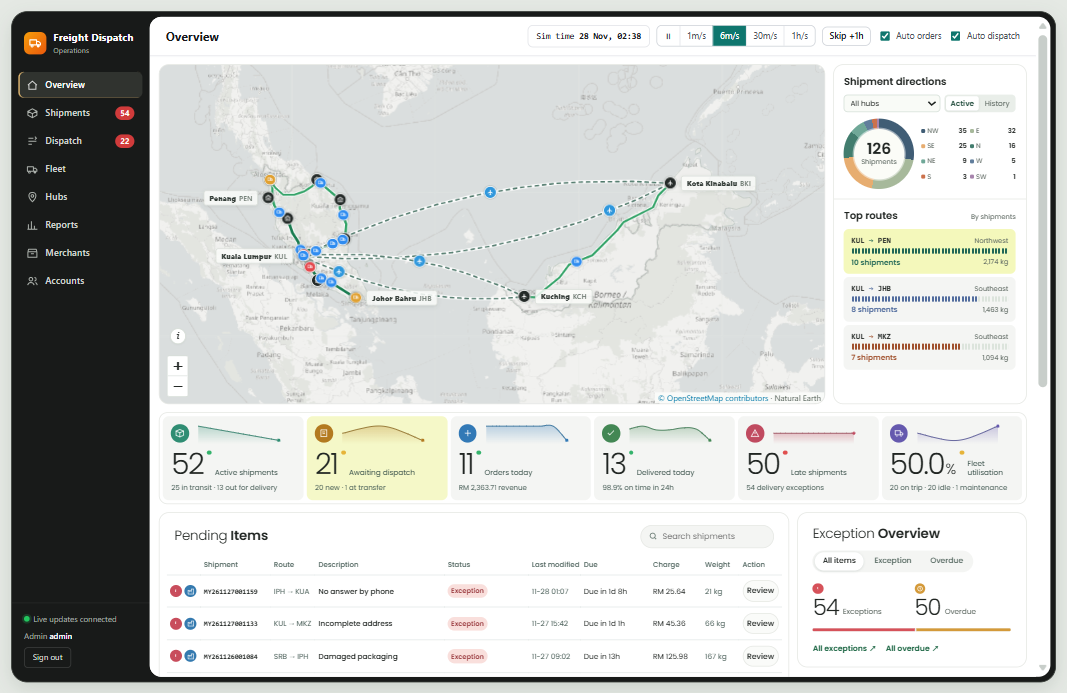 Freight Dispatch
Operations
Overview
Shipments 54
Dispatch 22
Fleet
Hubs
Reports
Merchants
Accounts
Live updates connected
Admin admin
Sign out
Overview
Sim time 28 Nov, 02:38
1m/s 6m/s 30m/s 1h/s
Skip +1h
Auto orders
Auto dispatch
Penang PEN
Kuala Lumpur KUL
Johor Bahru JHB
Kuching KCH
Kota Kinabalu BKI
Borneo /
Kalimantan
Pekanbaru
Padang
Samarinda
Balikpapan
Pangkalpinang
Palu
i
+
−
© OpenStreetMap contributors · Natural Earth
Shipment directions
All hubs
Active History
126
Shipments
NW 35 E 32
SE 25 N 16
NE 9 W 5
S 3 SW 1
Top routes By shipments
KUL → PEN Northwest
10 shipments 2,174 kg
KUL → JHB Southeast
8 shipments 1,463 kg
KUL → MKZ Southeast
7 shipments 1,094 kg
52 Active shipments
25 in transit · 13 out for delivery
21 Awaiting dispatch
20 new · 1 at transfer
11 Orders today
RM 2,363.71 revenue
13 Delivered today
98.9% on time in 24h
50 Late shipments
54 delivery exceptions
50.0% Fleet utilisation
20 on trip · 20 idle · 1 maintenance
Pending Items
Search shipments
Shipment Route Description Status Last modified Due Charge Weight Action
MY261127001159 IPH → KUA No answer by phone Exception 11-28 01:07 Due in 1d 8h RM 25.64 21 kg Review
MY261127001133 KUL → MKZ Incomplete address Exception 11-27 15:42 Due in 1d 1h RM 45.36 66 kg Review
MY261126001084 SRB → IPH Damaged packaging Exception 11-27 09:02 Due in 13h RM 125.98 167 kg Review
Exception Overview
All items Exception Overdue
54 Exceptions
50 Overdue
All exceptions ↗ All overdue ↗